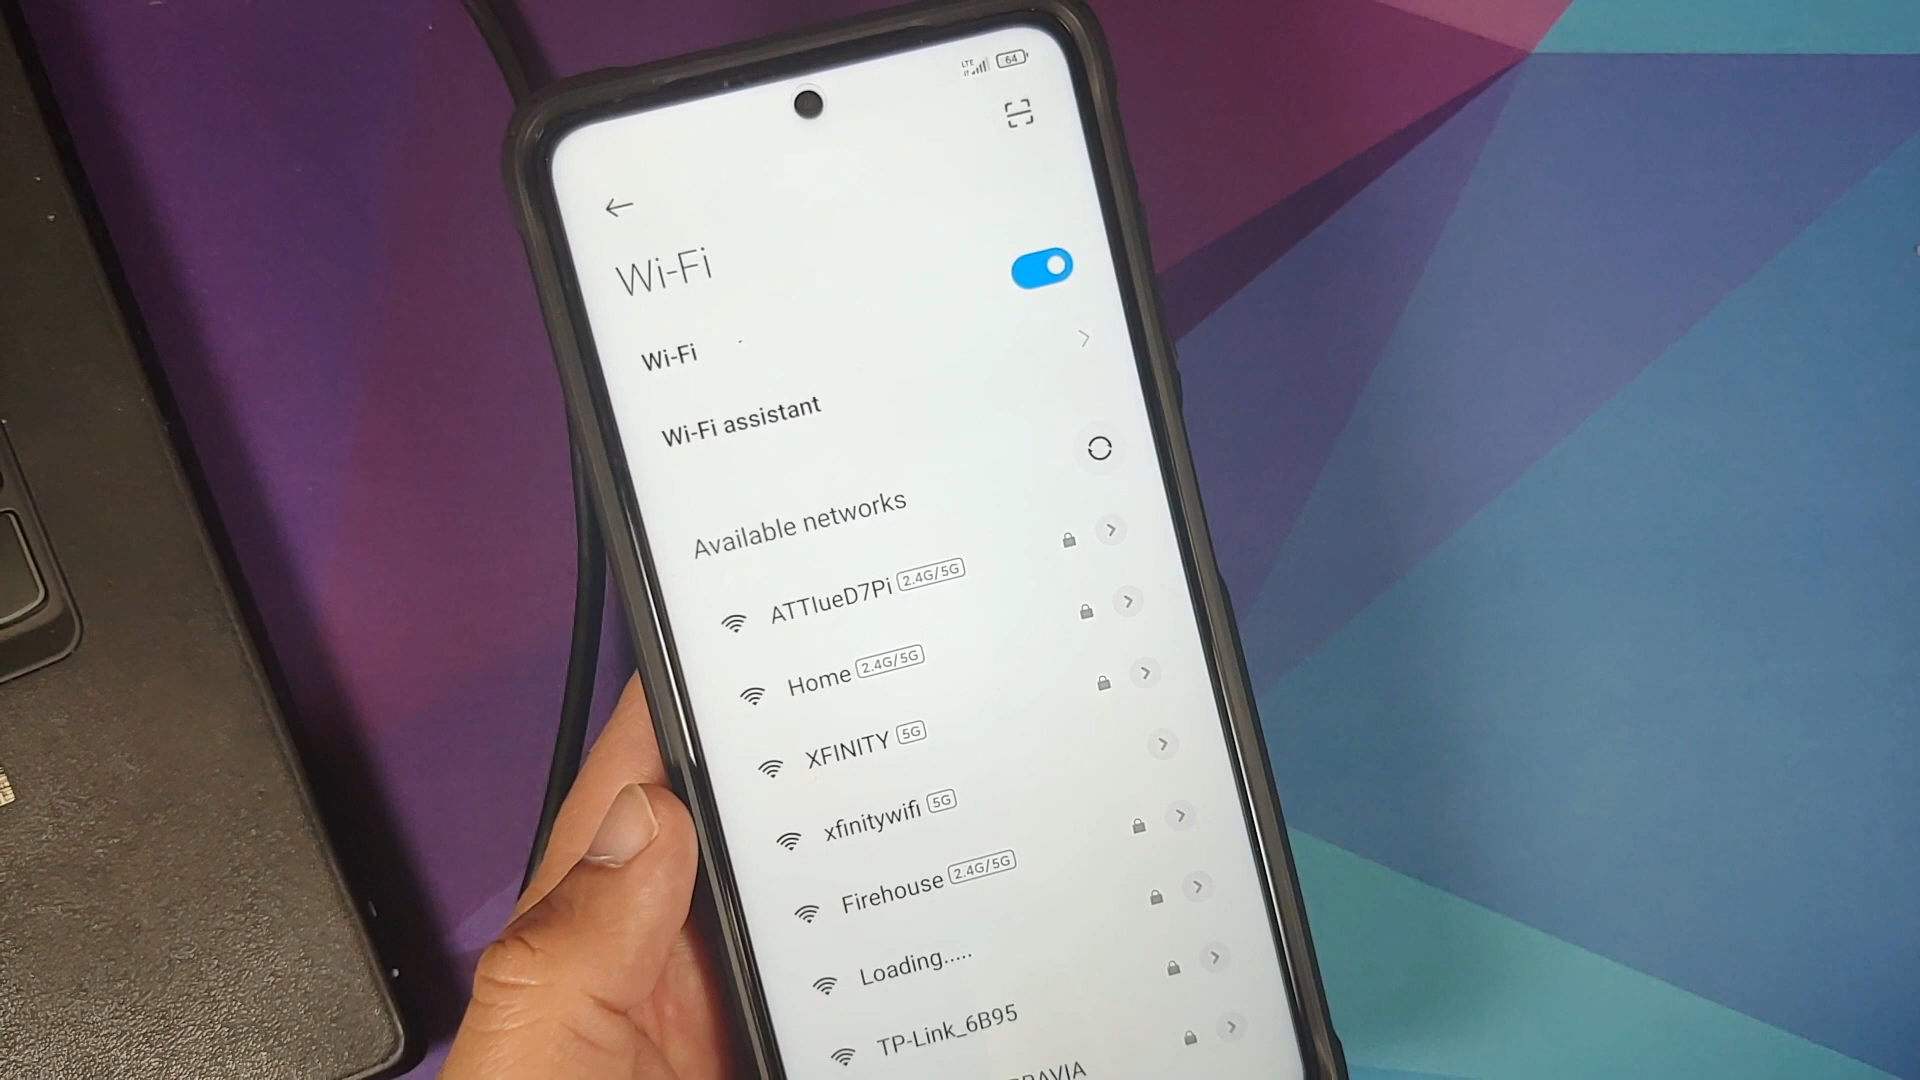 LTE
64
Wi-Fi
Wi-Fi
Wi-Fi assistant
Available networks
ATTIueD7Pi 2.4G/5G
Home 2.4G/5G
XFINITY 5G
xfinitywifi 5G
Firehouse 2.4G/5G
Loading.....
TP-Link_6B95
BRAVIA